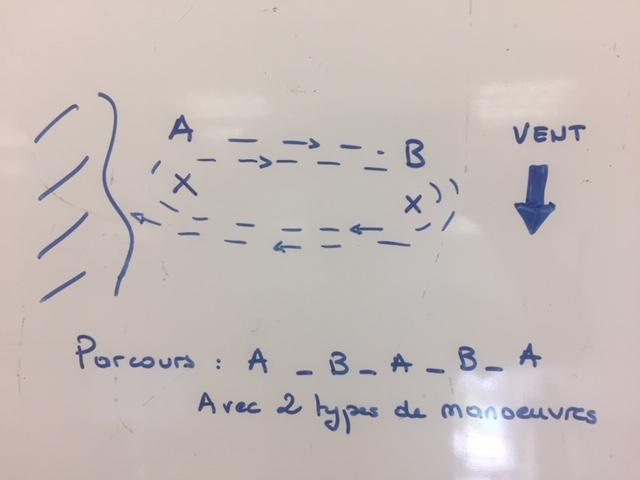 A
B
VENT
X
X
Parcours : A - B - A - B - A
Avec 2 types de manoeuvres